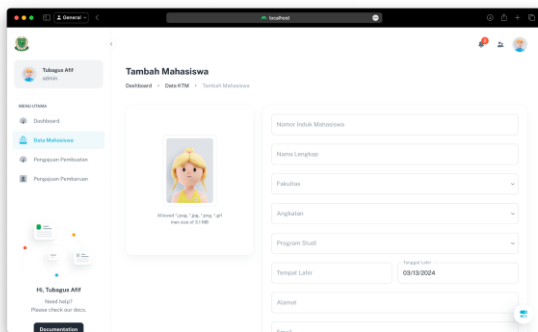 General
localhost
2
Tubagus Afif
admin
MENU UTAMA
Dashboard
Data Mahasiswa
Pengajuan Pembuatan
Pengajuan Pembaruan
Hi, Tubagus Afif
Need help?
Please check our docs.
Documentation
Tambah Mahasiswa
Dashboard • Data KTM • Tambah Mahasiswa
Allowed *.jpeg, *.jpg, *.png, *.gif
max size of 3.1 MB
Nomor Induk Mahasiswa
Nama Lengkap
Fakultas
Angkatan
Program Studi
Tempat Lahir
Tanggal Lahir
03/13/2024
Alamat
Email